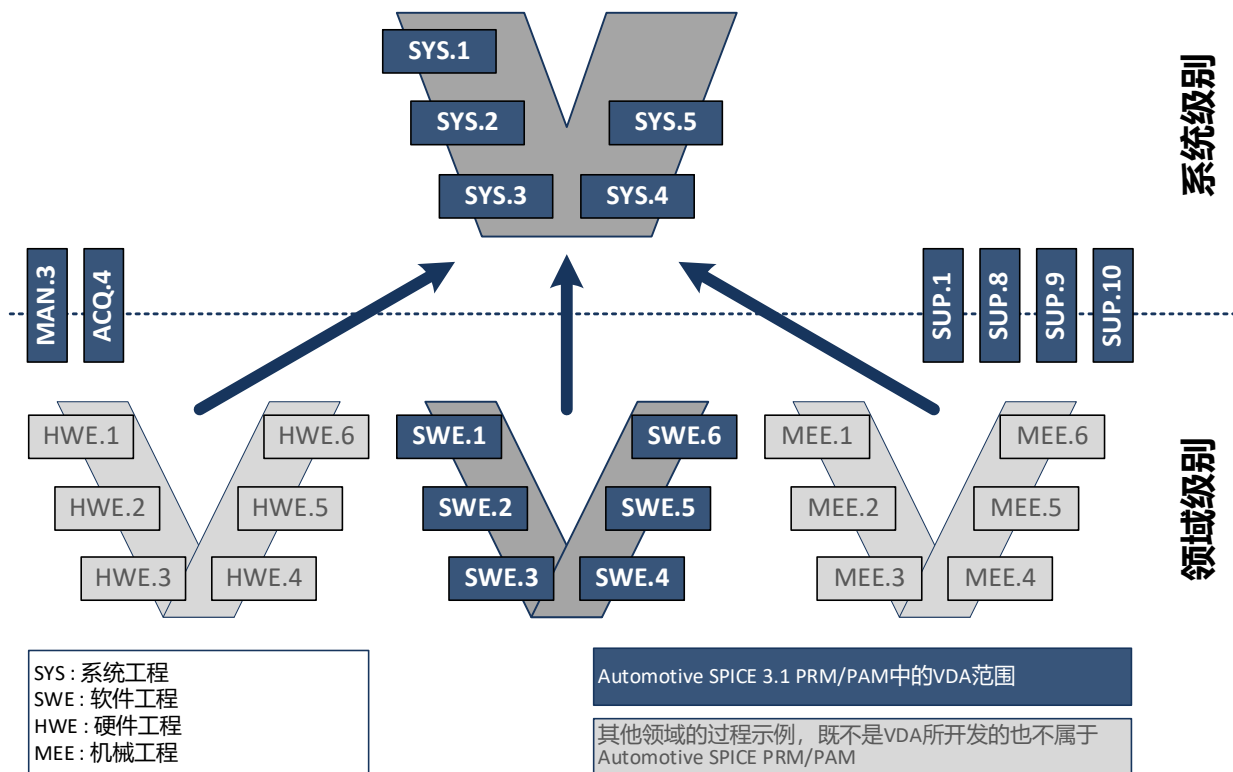 SYS.1
SYS.2
SYS.5
SYS.3
SYS.4
系统级别
MAN.3
ACQ.4
SUP.1
SUP.8
SUP.9
SUP.10
HWE.1
HWE.6
HWE.2
HWE.5
HWE.3
HWE.4
SWE.1
SWE.6
SWE.2
SWE.5
SWE.3
SWE.4
MEE.1
MEE.6
MEE.2
MEE.5
MEE.3
MEE.4
领域级别
SYS : 系统工程
SWE : 软件工程
HWE : 硬件工程
MEE : 机械工程
Automotive SPICE 3.1 PRM/PAM中的VDA范围
其他领域的过程示例，既不是VDA所开发的也不属于
Automotive SPICE PRM/PAM